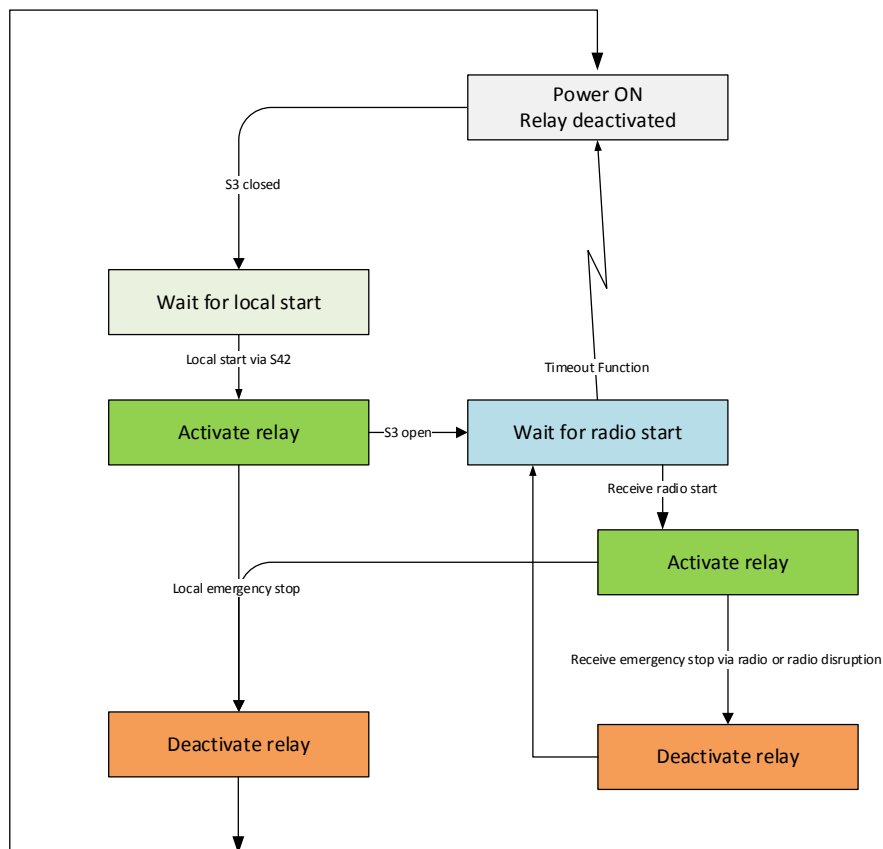 Power ON
Relay deactivated
S3 closed
Wait for local start
Local start via S42
Timeout Function
Activate relay
S3 open
Wait for radio start
Receive radio start
Activate relay
Local emergency stop
Receive emergency stop via radio or radio disruption
Deactivate relay
Deactivate relay